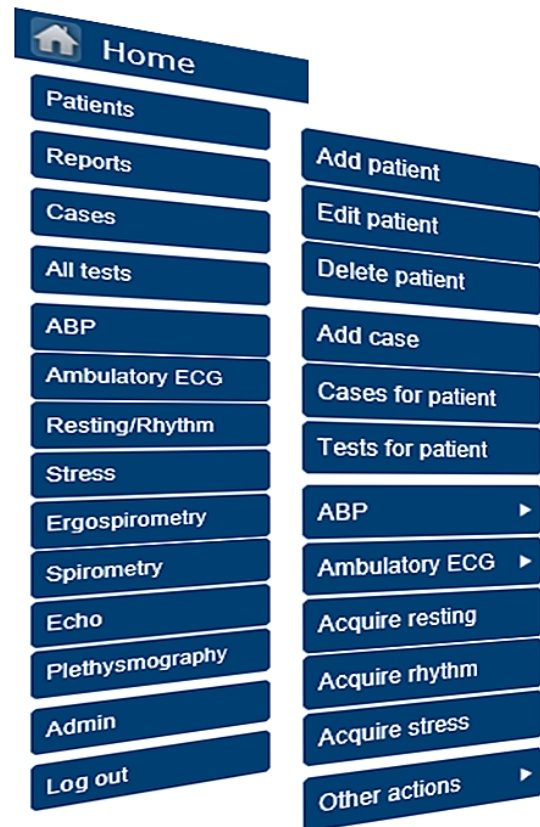 Home
Patients
Reports
Cases
All tests
ABP
Ambulatory ECG
Resting/Rhythm
Stress
Ergospirometry
Spirometry
Echo
Plethysmography
Admin
Log out
Add patient
Edit patient
Delete patient
Add case
Cases for patient
Tests for patient
ABP
Ambulatory ECG
Acquire resting
Acquire rhythm
Acquire stress
Other actions